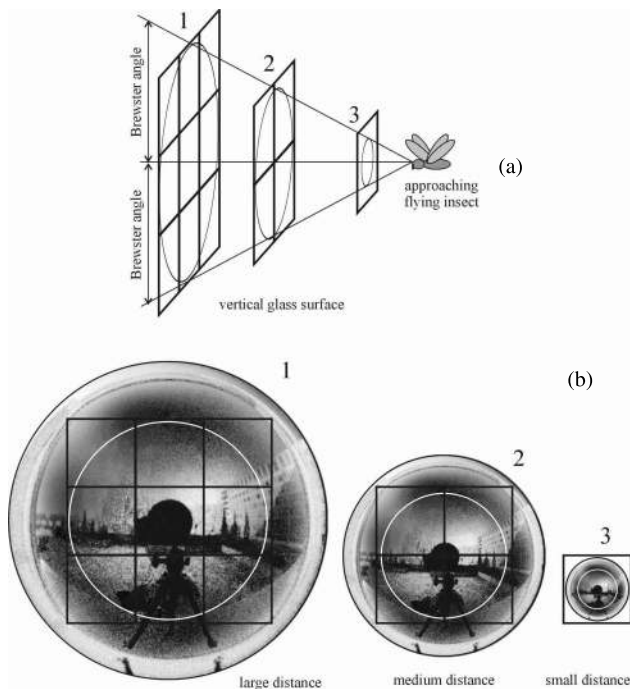 1
Brewster angle
2
3
(a)
approaching
flying insect
Brewster angle
vertical glass surface
1
(b)
2
3
large distance
medium distance
small distance